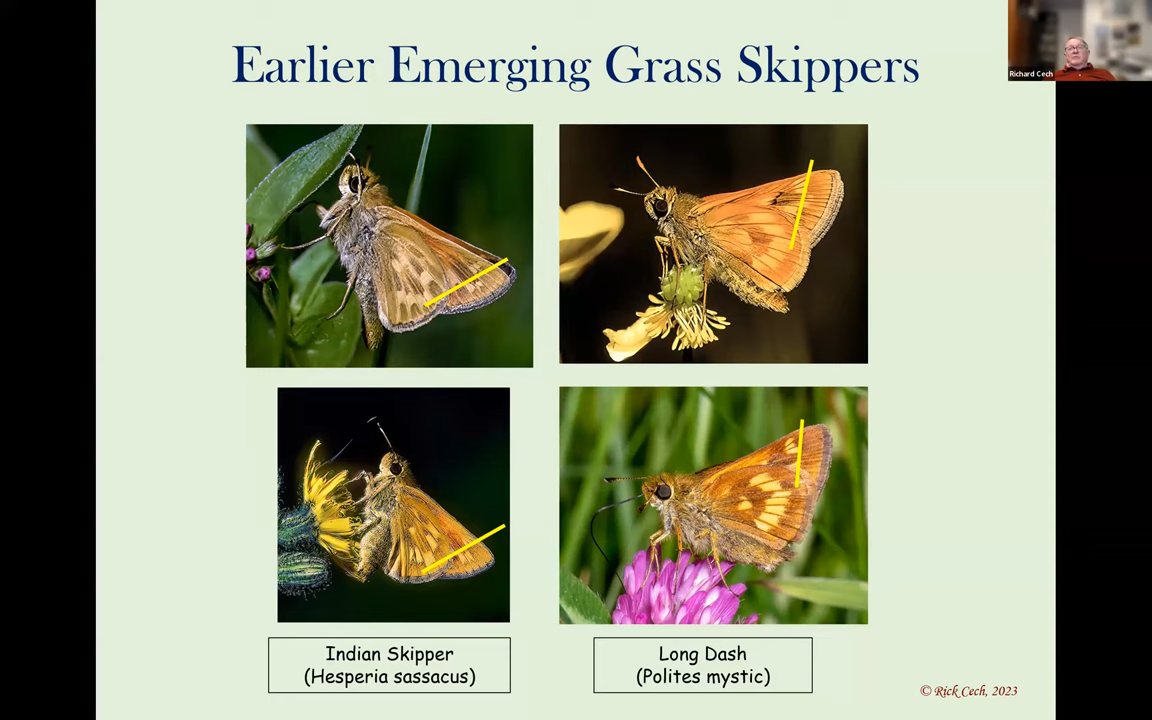 Earlier Emerging Grass Skippers
Richard Cech
Indian Skipper
(Hesperia sassacus)
Long Dash
(Polites mystic)
© Rick Cech, 2023